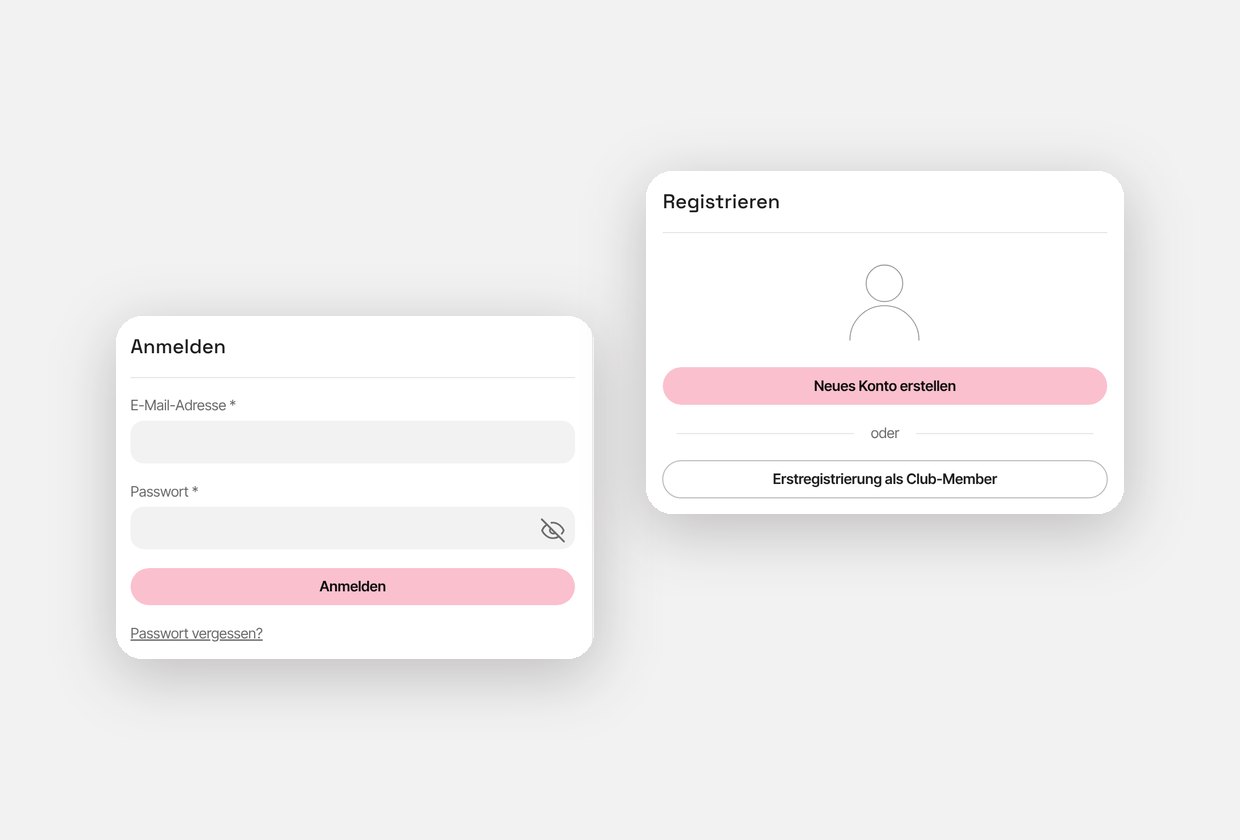 Anmelden
E-Mail-Adresse *
Passwort *
Anmelden
Passwort vergessen?
Registrieren
Neues Konto erstellen
oder
Erstregistrierung als Club-Member